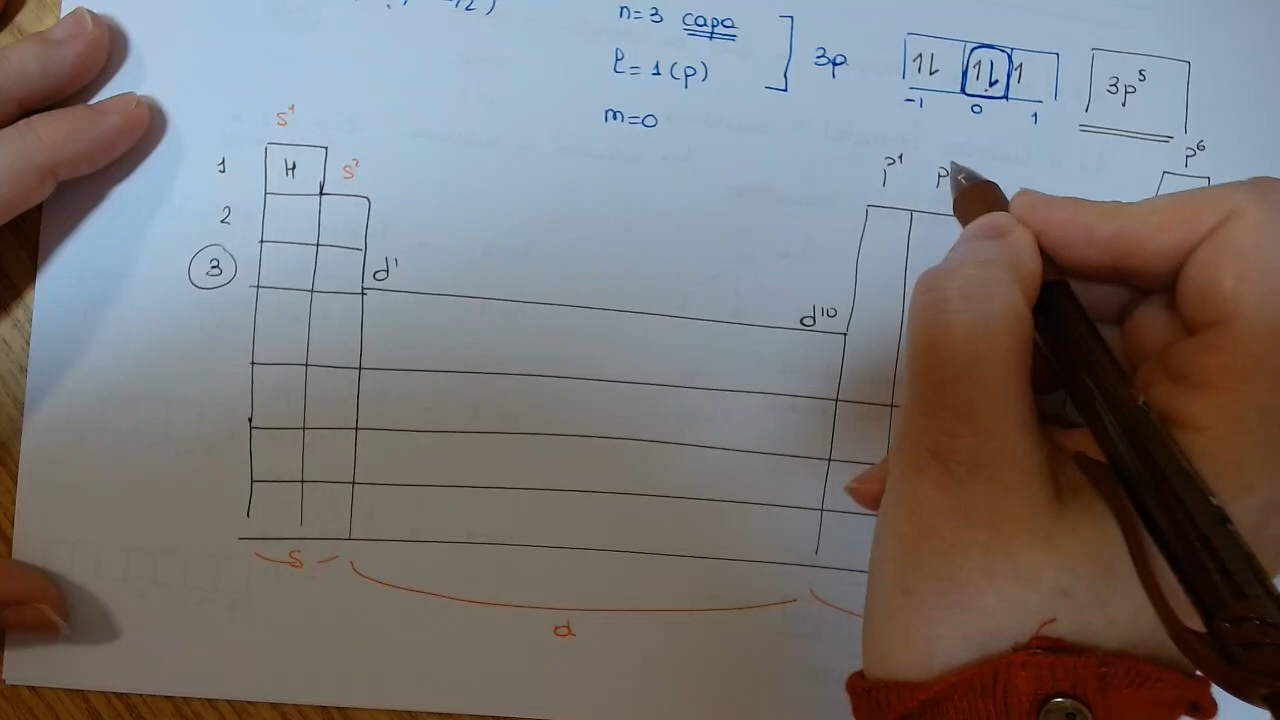 n=3 capa
l=1(p)
m=0
3p
1↿⇂ 1⇂ 1
-1 0 1
3p⁵
s¹
1 H s²
2
3 d¹
d¹⁰
p¹ p
p⁶
s
d